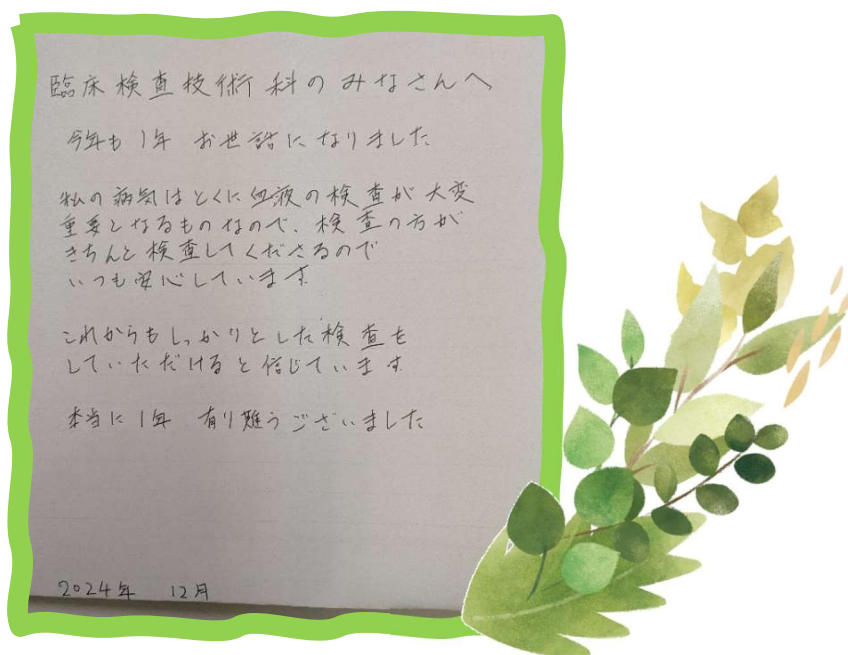 臨床検査技術科のみなさんへ
今年も1年 お世話になりました
私の病気はとくに血液の検査が大変
重要となるものなので、検査の方が
きちんと検査してくださるので
いつも安心しています
これからもしっかりとした検査を
していただけると信じています
本当に1年 有り難うございました
2024年 12月